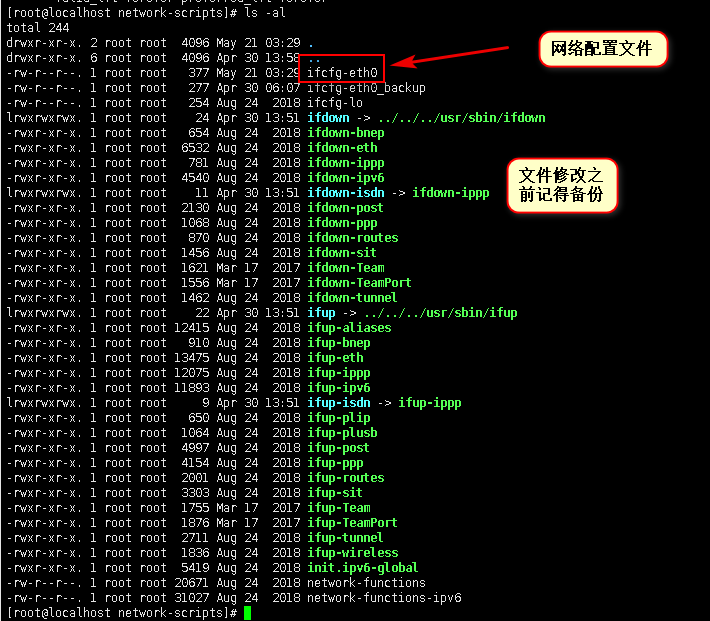 [root@localhost network-scripts]# ls -al
total 244
drwxr-xr-x. 2 root root  4096 May 21 03:29 .
drwxr-xr-x. 6 root root  4096 Apr 30 13:58 ..
-rw-r--r--. 1 root root   377 May 21 03:29 ifcfg-eth0
-rw-r--r--. 1 root root   277 Apr 30 06:07 ifcfg-eth0_backup
-rw-r--r--. 1 root root   254 Aug 24  2018 ifcfg-lo
lrwxrwxrwx. 1 root root    24 Apr 30 13:51 ifdown -> ../../../usr/sbin/ifdown
-rwxr-xr-x. 1 root root   654 Aug 24  2018 ifdown-bnep
-rwxr-xr-x. 1 root root  6532 Aug 24  2018 ifdown-eth
-rwxr-xr-x. 1 root root   781 Aug 24  2018 ifdown-ippp
-rwxr-xr-x. 1 root root  4540 Aug 24  2018 ifdown-ipv6
lrwxrwxrwx. 1 root root    11 Apr 30 13:51 ifdown-isdn -> ifdown-ippp
-rwxr-xr-x. 1 root root  2130 Aug 24  2018 ifdown-post
-rwxr-xr-x. 1 root root  1068 Aug 24  2018 ifdown-ppp
-rwxr-xr-x. 1 root root   870 Aug 24  2018 ifdown-routes
-rwxr-xr-x. 1 root root  1456 Aug 24  2018 ifdown-sit
-rwxr-xr-x. 1 root root  1621 Mar 17  2017 ifdown-Team
-rwxr-xr-x. 1 root root  1556 Mar 17  2017 ifdown-TeamPort
-rwxr-xr-x. 1 root root  1462 Aug 24  2018 ifdown-tunnel
lrwxrwxrwx. 1 root root    22 Apr 30 13:51 ifup -> ../../../usr/sbin/ifup
-rwxr-xr-x. 1 root root 12415 Aug 24  2018 ifup-aliases
-rwxr-xr-x. 1 root root   910 Aug 24  2018 ifup-bnep
-rwxr-xr-x. 1 root root 13475 Aug 24  2018 ifup-eth
-rwxr-xr-x. 1 root root 12075 Aug 24  2018 ifup-ippp
-rwxr-xr-x. 1 root root 11893 Aug 24  2018 ifup-ipv6
lrwxrwxrwx. 1 root root     9 Apr 30 13:51 ifup-isdn -> ifup-ippp
-rwxr-xr-x. 1 root root   650 Aug 24  2018 ifup-plip
-rwxr-xr-x. 1 root root  1064 Aug 24  2018 ifup-plusb
-rwxr-xr-x. 1 root root  4997 Aug 24  2018 ifup-post
-rwxr-xr-x. 1 root root  4154 Aug 24  2018 ifup-ppp
-rwxr-xr-x. 1 root root  2001 Aug 24  2018 ifup-routes
-rwxr-xr-x. 1 root root  3303 Aug 24  2018 ifup-sit
-rwxr-xr-x. 1 root root  1755 Mar 17  2017 ifup-Team
-rwxr-xr-x. 1 root root  1876 Mar 17  2017 ifup-TeamPort
-rwxr-xr-x. 1 root root  2711 Aug 24  2018 ifup-tunnel
-rwxr-xr-x. 1 root root  1836 Aug 24  2018 ifup-wireless
-rwxr-xr-x. 1 root root  5419 Aug 24  2018 init.ipv6-global
-rw-r--r--. 1 root root 20671 Aug 24  2018 network-functions
-rw-r--r--. 1 root root 31027 Aug 24  2018 network-functions-ipv6
[root@localhost network-scripts]#
网络配置文件
文件修改之
前记得备份